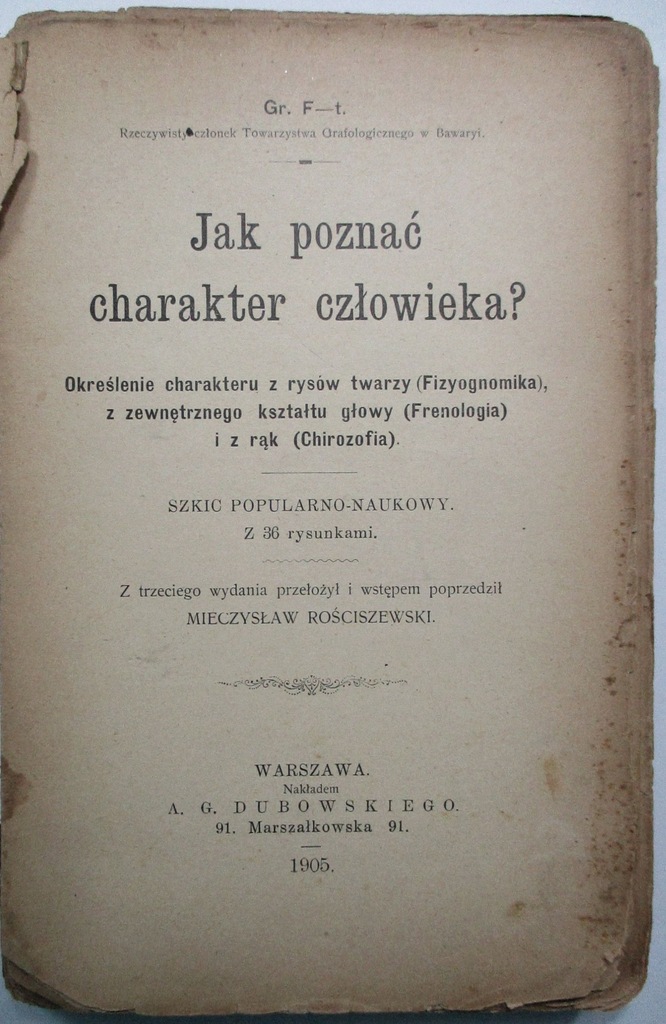 Gr. F—t.
Rzeczywisty członek Towarzystwa Grafologicznego w Bawaryi.
Jak poznać
charakter człowieka?
Określenie charakteru z rysów twarzy (Fizyognomika),
z zewnętrznego kształtu głowy (Frenologia)
i z rąk (Chirozofia).
SZKIC POPULARNO-NAUKOWY.
Z 36 rysunkami.
Z trzeciego wydania przełożył i wstępem poprzedził
MIECZYSŁAW ROŚCISZEWSKI.
WARSZAWA.
Nakładem
A. G. DUBOWSKIEGO.
91. Marszałkowska 91.
1905.